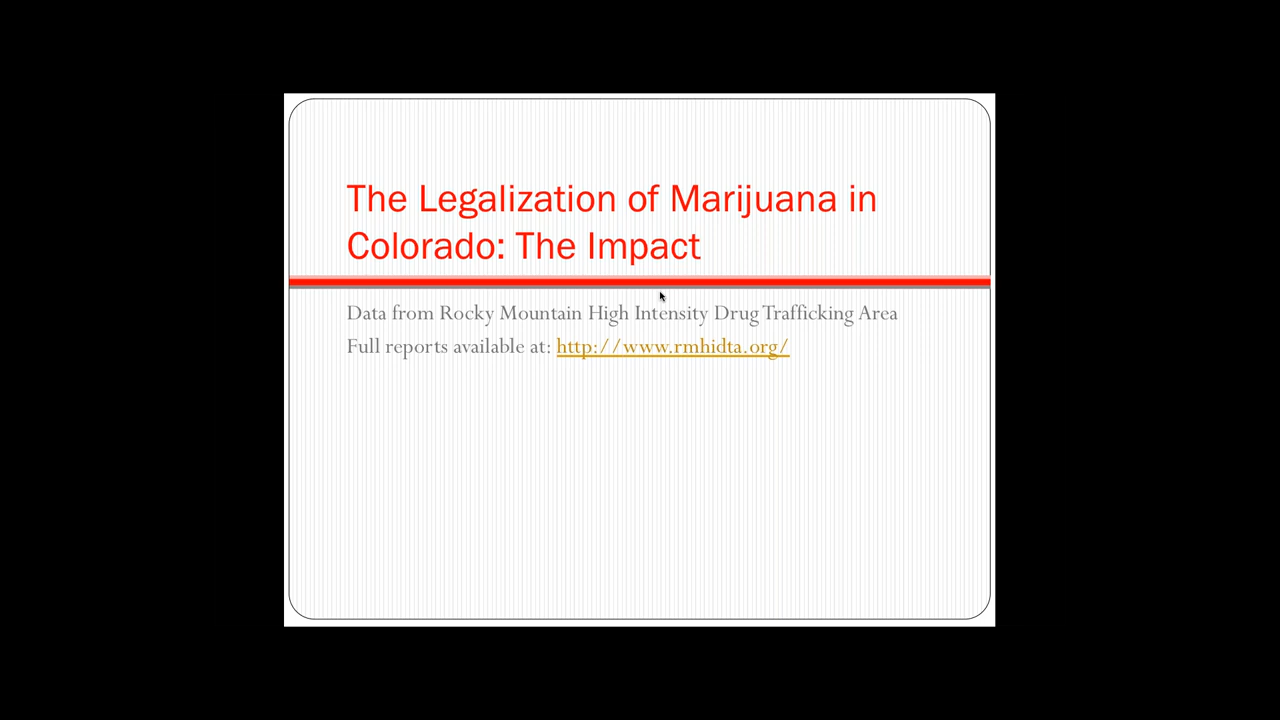 The Legalization of Marijuana in
Colorado: The Impact
Data from Rocky Mountain High Intensity Drug Trafficking Area
Full reports available at: http://www.rmhidta.org/